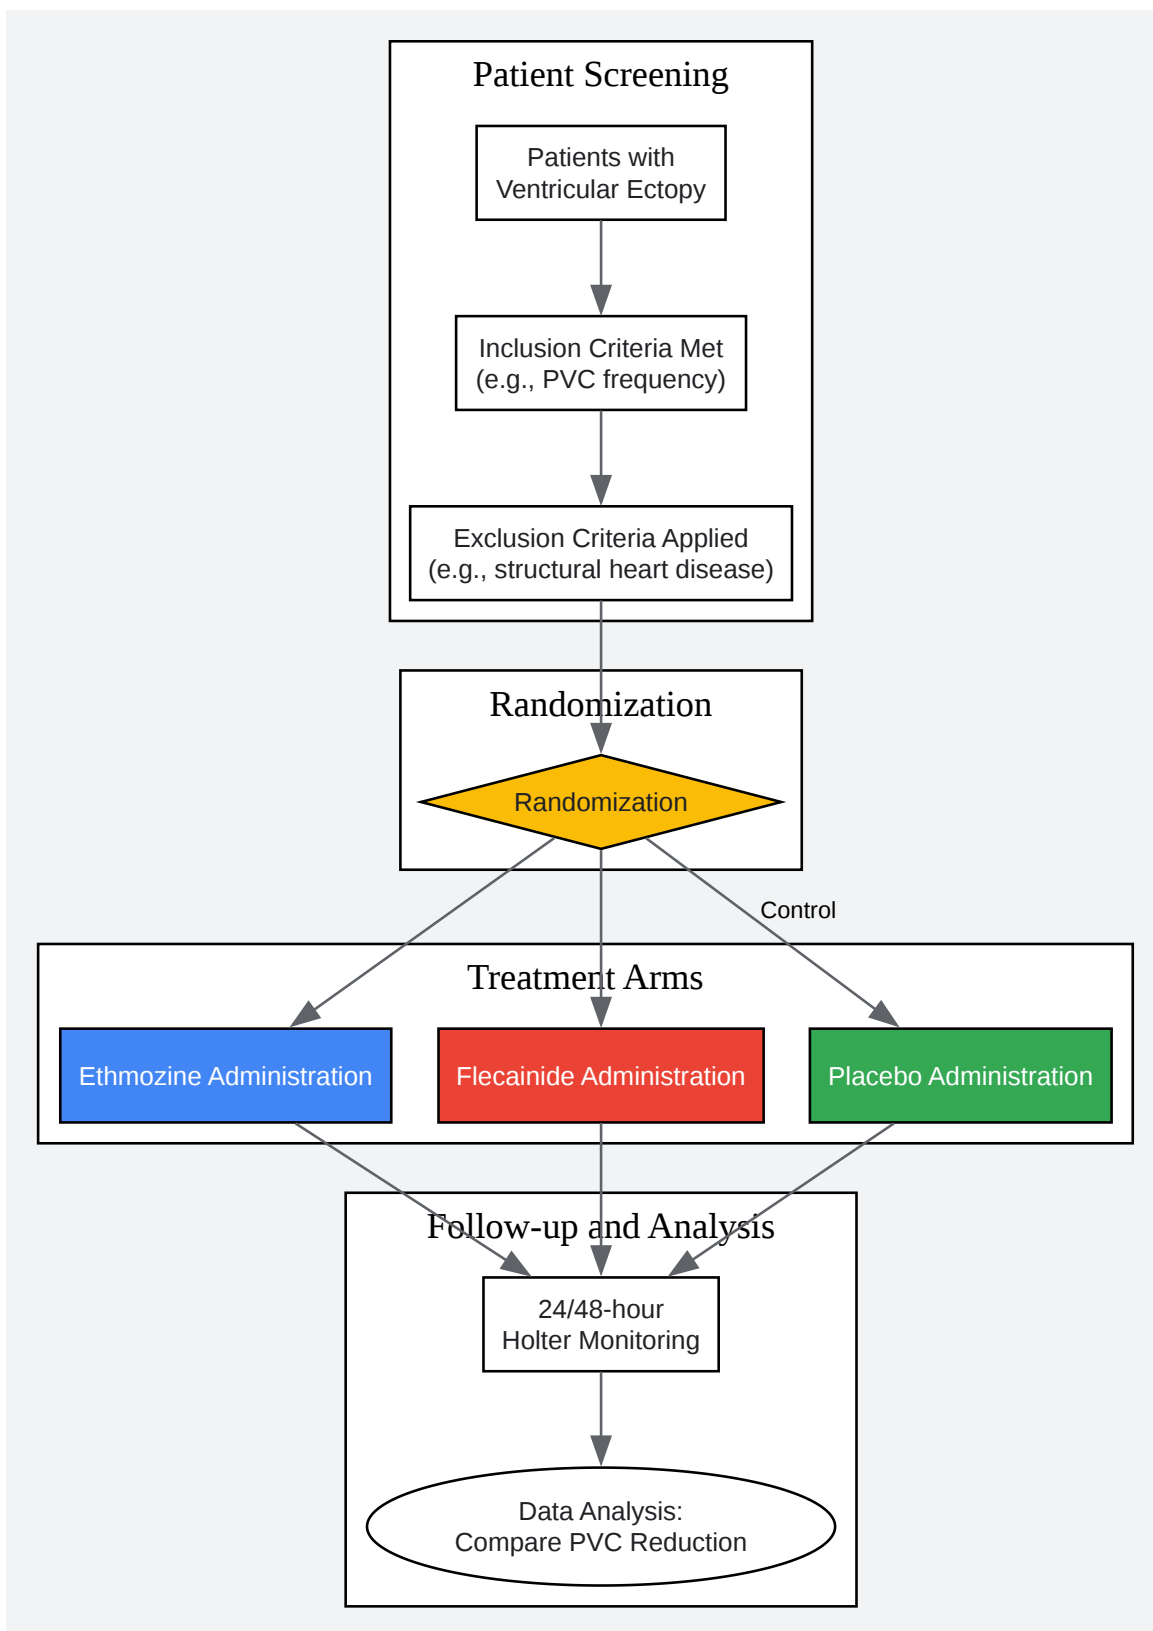 Patient Screening
Patients with
Ventricular Ectopy
Inclusion Criteria Met
(e.g., PVC frequency)
Exclusion Criteria Applied
(e.g., structural heart disease)
Randomization
Randomization
Control
Treatment Arms
Ethmozine Administration
Flecainide Administration
Placebo Administration
Follow-up and Analysis
24/48-hour
Holter Monitoring
Data Analysis:
Compare PVC Reduction